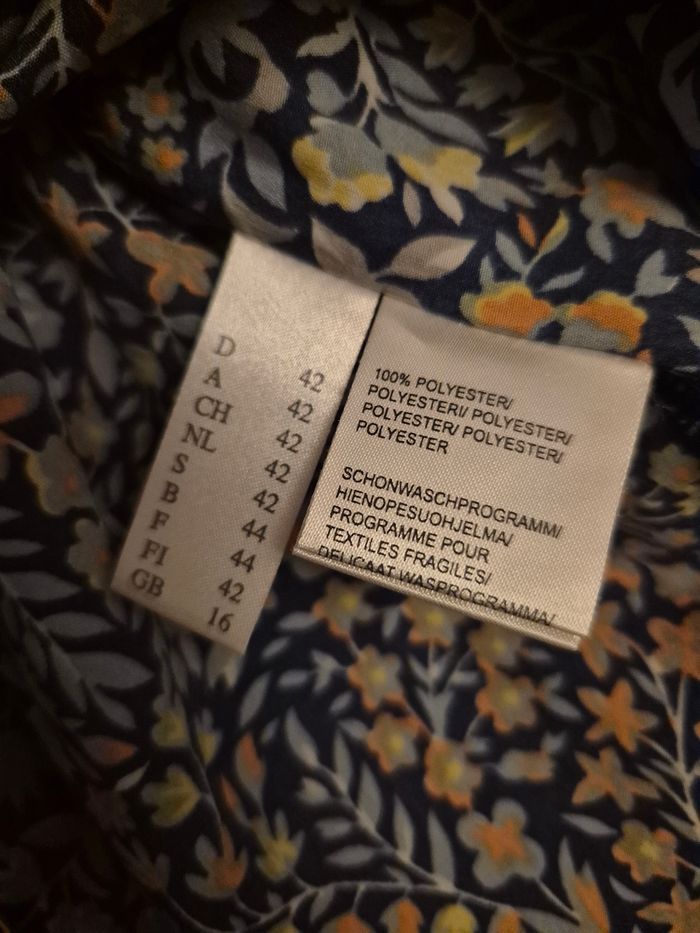 D 42
A 42
CH 42
NL 42
S 42
B 44
F 44
FI 42
GB 16
100% POLYESTER/
POLYESTERI/ POLYESTER/
POLYESTER/ POLYESTER/
POLYESTER
SCHONWASCHPROGRAMM/
HIENOPESUOHJELMA/
PROGRAMME POUR
TEXTILES FRAGILES/
DELICAAT WASPROGRAMMA/